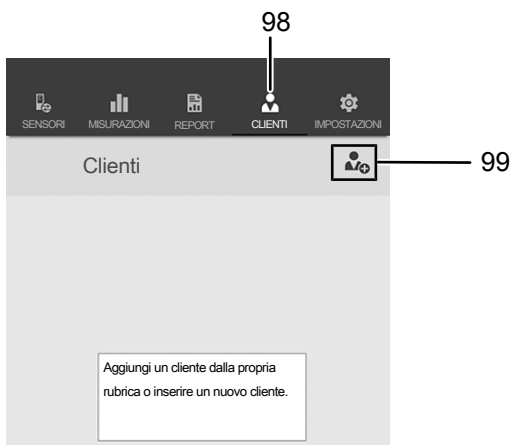 98
SENSORI MISURAZIONI REPORT CLIENTI IMPOSTAZIONI
Clienti
99
Aggiungi un cliente dalla propria
rubrica o inserire un nuovo cliente.